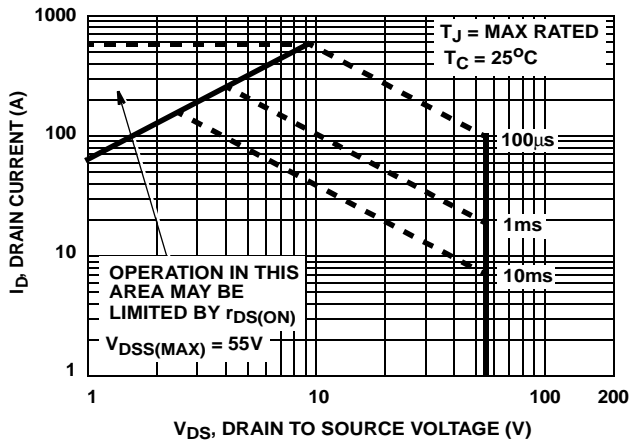 1000
100
10
1
I_D, DRAIN CURRENT (A)
T_J = MAX RATED
T_C = 25°C
100µs
1ms
10ms
OPERATION IN THIS
AREA MAY BE
LIMITED BY r_DS(ON)
V_DSS(MAX) = 55V
1 10 100 200
V_DS, DRAIN TO SOURCE VOLTAGE (V)